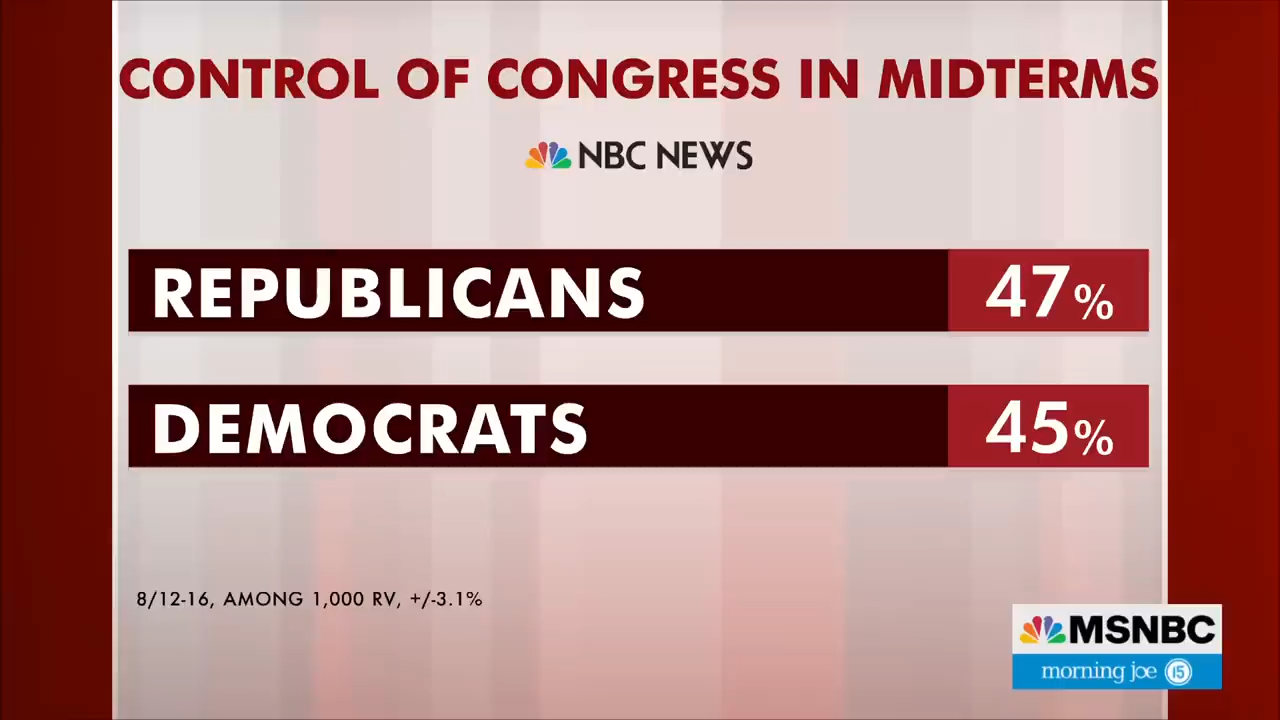 CONTROL OF CONGRESS IN MIDTERMS
NBC NEWS
REPUBLICANS 47%
DEMOCRATS 45%
8/12-16, AMONG 1,000 RV, +/-3.1%
MSNBC
morning joe 15